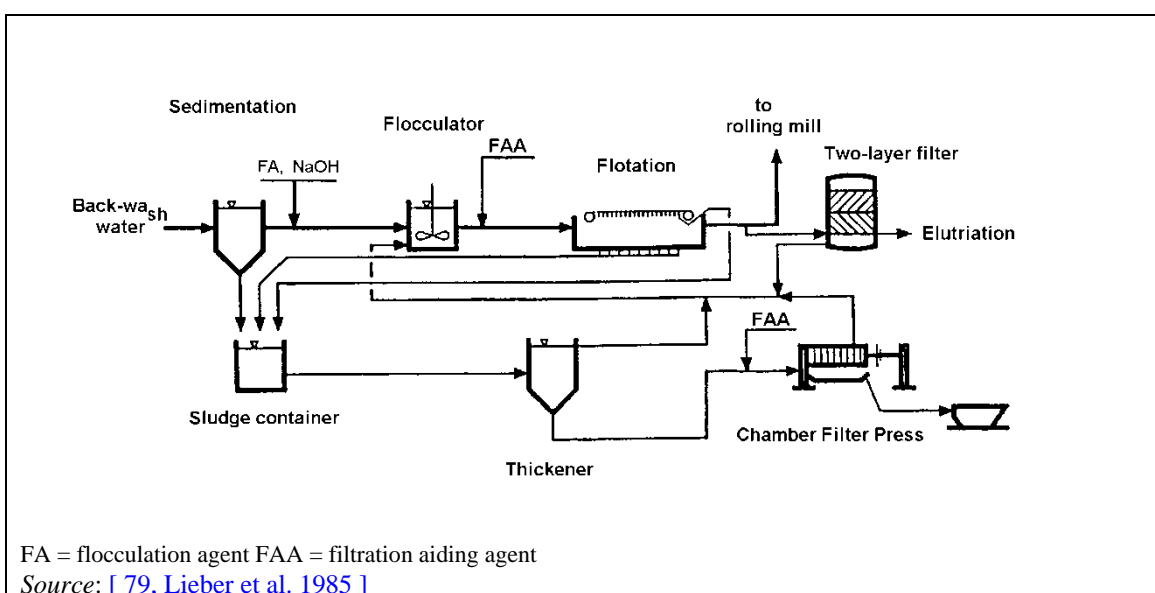 Sedimentation
to
rolling mill
Flocculator
FAA
Two-layer filter
FA, NaOH
Flotation
Back-wash
water
Elutriation
FAA
Sludge container
Chamber Filter Press
Thickener
FA = flocculation agent FAA = filtration aiding agent
Source: [ 79, Lieber et al. 1985 ]